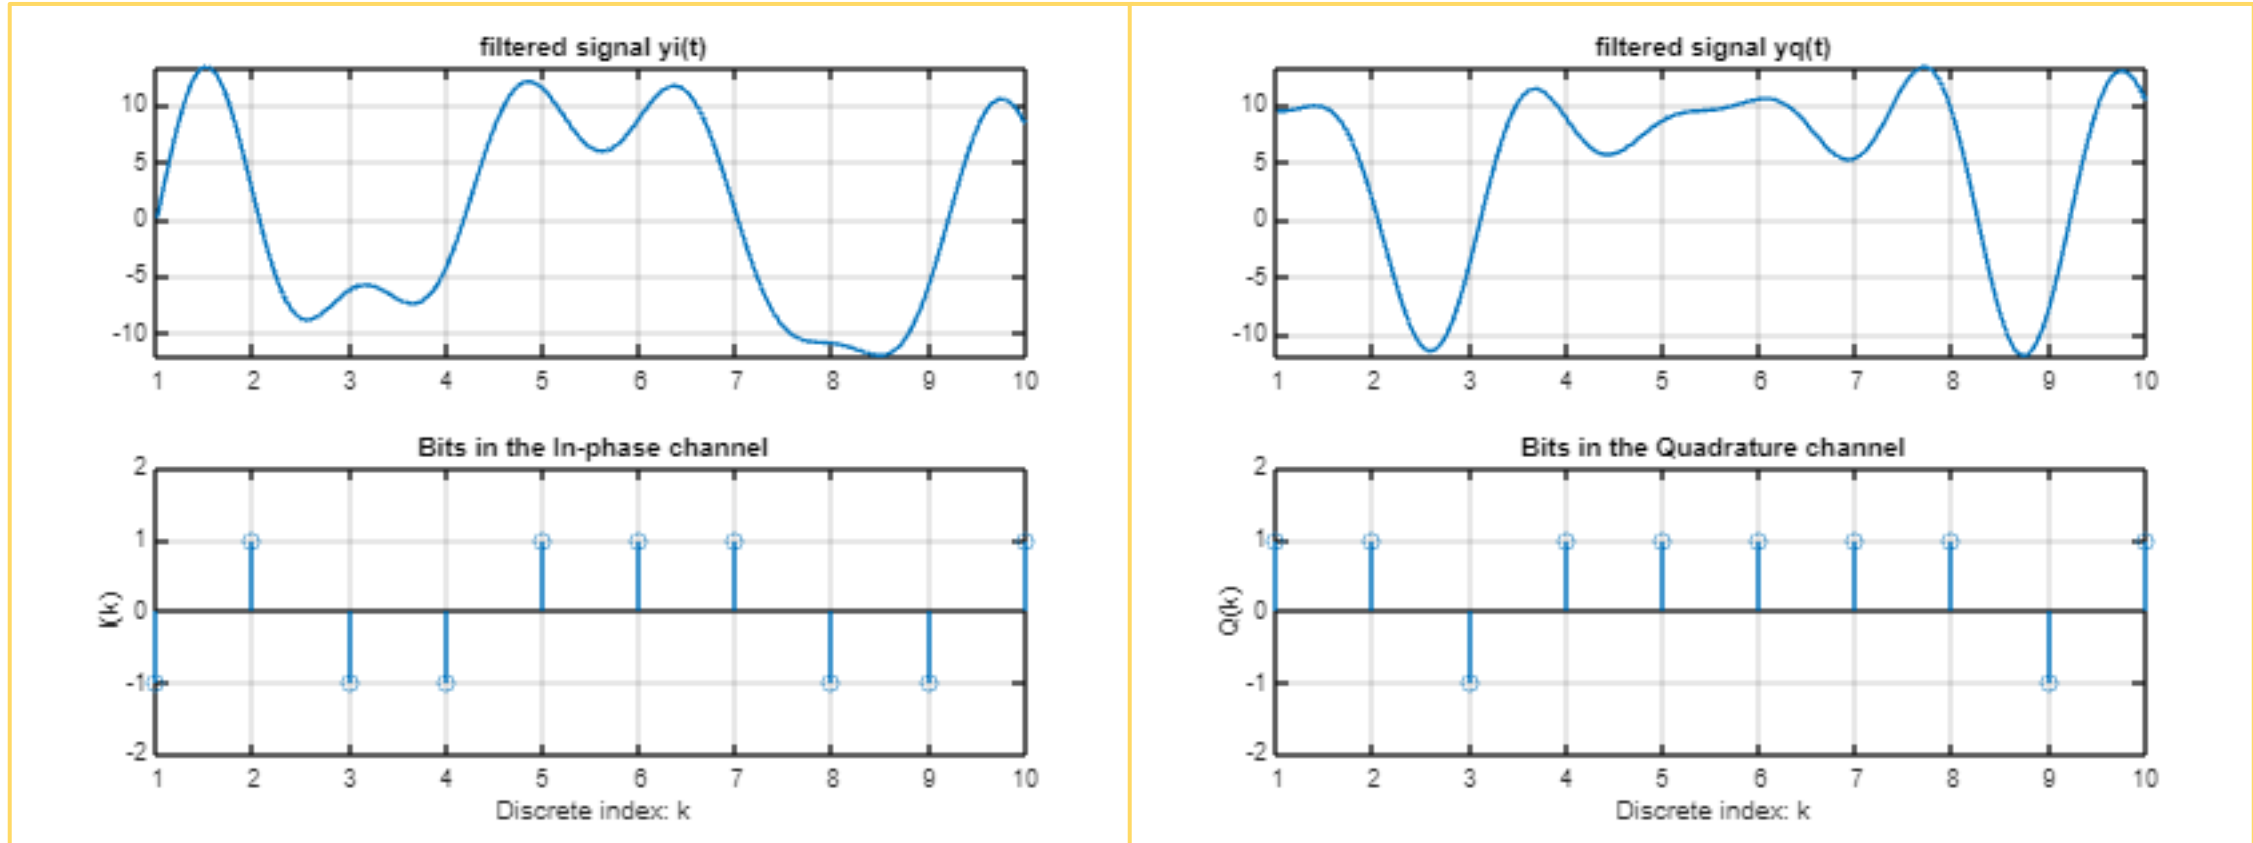 filtered signal yi(t)
10
5
0
-5
-10
1 2 3 4 5 6 7 8 9 10
Bits in the In-phase channel
2
1
0
-1
-2
I(k)
1 2 3 4 5 6 7 8 9 10
Discrete index: k
filtered signal yq(t)
10
5
0
-5
-10
1 2 3 4 5 6 7 8 9 10
Bits in the Quadrature channel
2
1
0
-1
-2
Q(k)
1 2 3 4 5 6 7 8 9 10
Discrete index: k